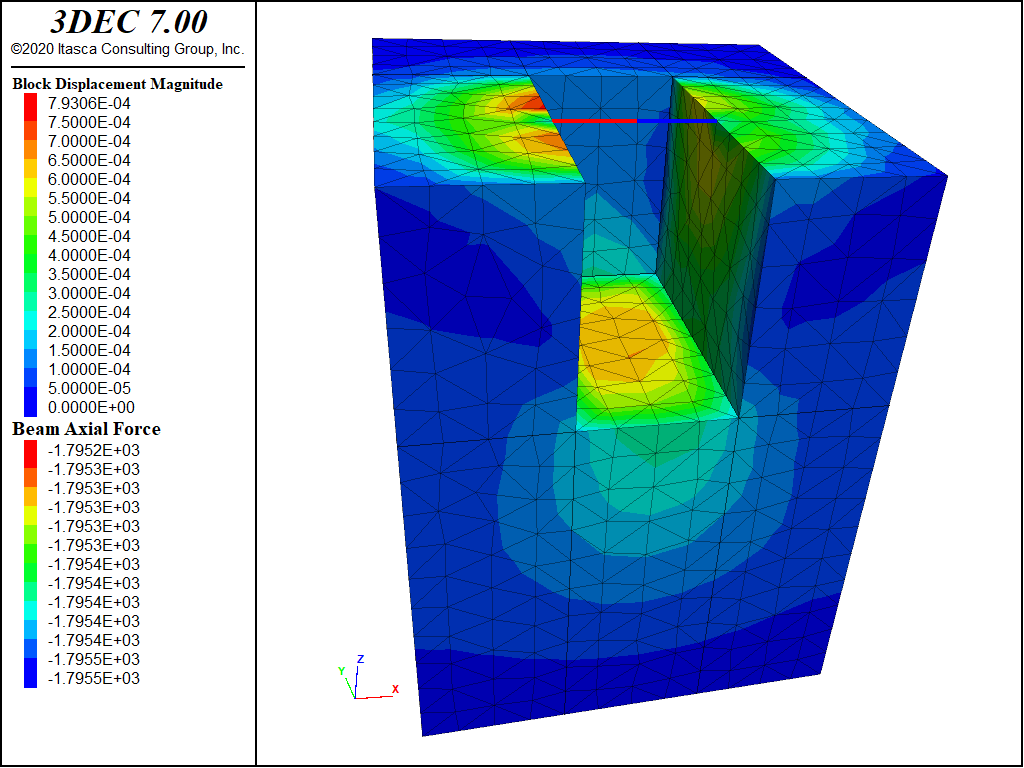 3DEC 7.00
©2020 Itasca Consulting Group, Inc.
Block Displacement Magnitude
7.9306E-04
7.5000E-04
7.0000E-04
6.5000E-04
6.0000E-04
5.5000E-04
5.0000E-04
4.5000E-04
4.0000E-04
3.5000E-04
3.0000E-04
2.5000E-04
2.0000E-04
1.5000E-04
1.0000E-04
5.0000E-05
0.0000E+00
Beam Axial Force
-1.7952E+03
-1.7953E+03
-1.7953E+03
-1.7953E+03
-1.7953E+03
-1.7953E+03
-1.7954E+03
-1.7954E+03
-1.7954E+03
-1.7954E+03
-1.7954E+03
-1.7955E+03
-1.7955E+03
Z
Y
X